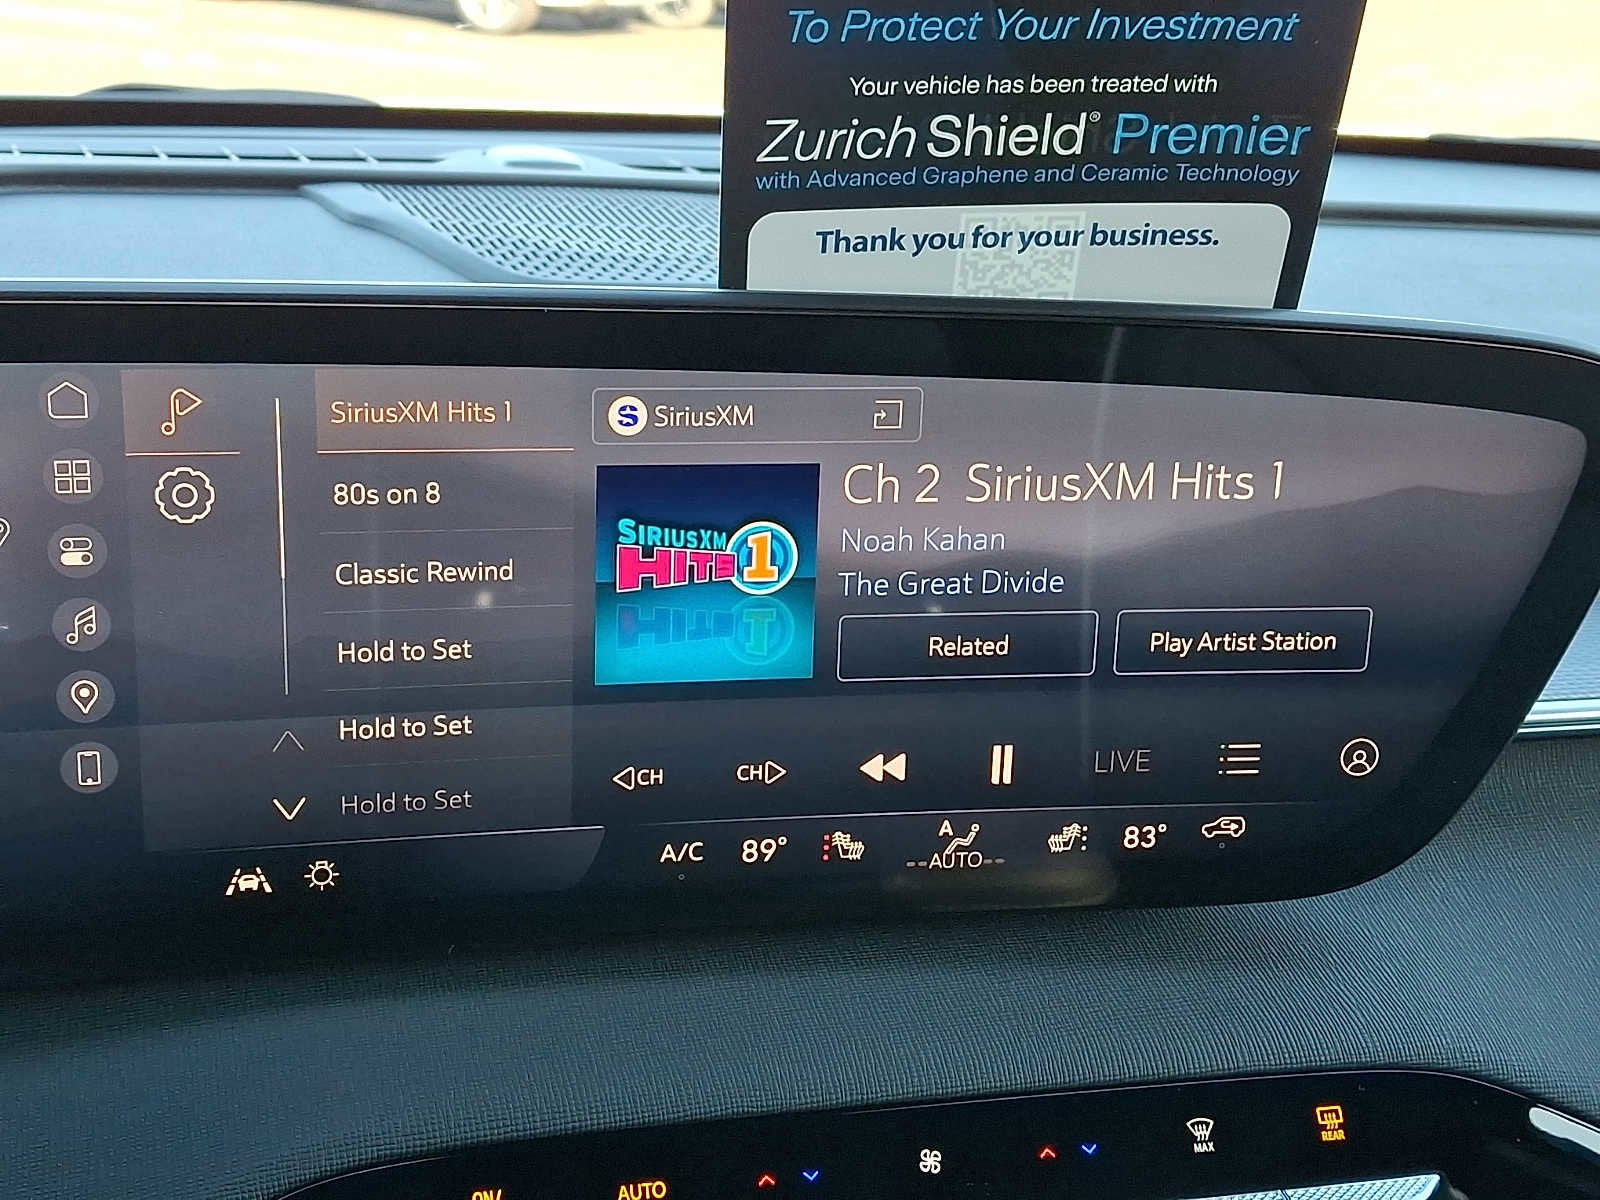 To Protect Your Investment
Your vehicle has been treated with
Zurich Shield® Premier
with Advanced Graphene and Ceramic Technology
Thank you for your business.
SiriusXM Hits 1
80s on 8
Classic Rewind
Hold to Set
Hold to Set
Hold to Set
S SiriusXM
SIRIUSXM
HITS 1
Ch 2 SiriusXM Hits 1
Noah Kahan
The Great Divide
Related
Play Artist Station
CH
CH
LIVE
A/C
89°
A
--AUTO--
83°
ON/
AUTO
MAX
REAR